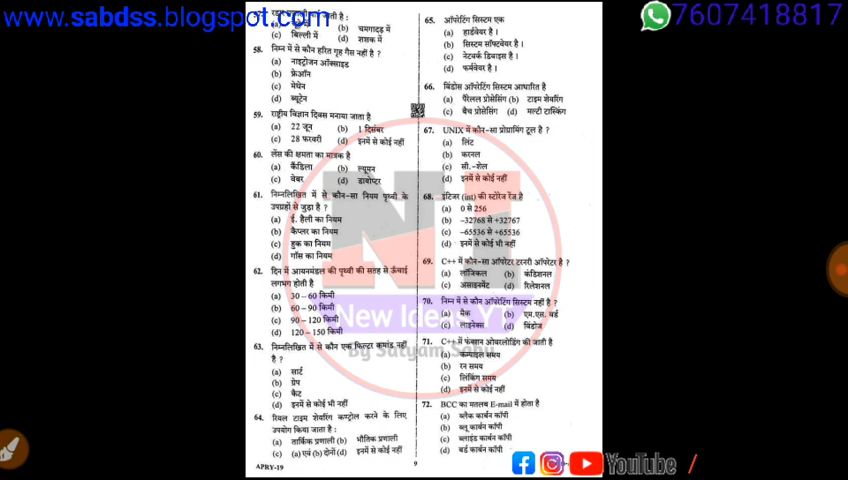 www.sabdss.blogspot.com
7607418817
(c) बिल्ली में
(b) चमगादड़ में
(d) शशक में
58. निम्न में से कौन हरित गृह गैस नहीं है ?
(a) नाइट्रोजन ऑक्साइड
(b) फ्रेऑन
(c) मेथेन
(d) ब्यूटेन
59. राष्ट्रीय विज्ञान दिवस मनाया जाता है
(a) 22 जून (b) 1 दिसंबर
(c) 28 फरवरी (d) इनमें से कोई नहीं
60. लेंस की क्षमता का मात्रक है
(a) कैंडिला (b) ल्यूमन
(c) वेबर (d) डायोप्टर
61. निम्नलिखित में से कौन-सा नियम पृथ्वी के
उपग्रहों से जुड़ा है ?
(a) ई. हैली का नियम
(b) कैप्लर का नियम
(c) हुक का नियम
(d) गॉस का नियम
62. दिन में आयनमंडल की पृथ्वी की सतह से ऊँचाई
लगभग होती है
(a) 30 – 60 किमी
(b) 60 – 90 किमी
(c) 90 – 120 किमी
(d) 120 – 150 किमी
63. निम्नलिखित में से कौन एक फिल्टर कमांड नहीं
है ?
(a) सार्ट
(b) ग्रेप
(c) कैट
(d) इनमें से कोई भी नहीं
64. रियल टाइम शेयरिंग कण्ट्रोल करने के लिए
उपयोग किया जाता है :
(a) तार्किक प्रणाली (b) भौतिक प्रणाली
(c) (a) एवं (b) दोनों (d) इनमें से कोई नहीं
APRY-19
9
65. ऑपरेटिंग सिस्टम एक
(a) हार्डवेयर है ।
(b) सिस्टम सॉफ्टवेयर है ।
(c) नेटवर्क डिवाइस है ।
(d) फर्मवेयर है ।
66. विंडोस ऑपरेटिंग सिस्टम आधारित है
(a) पैरेलल प्रोसेसिंग (b) टाइम शेयरिंग
(c) बैच प्रोसेसिंग (d) मल्टी टास्किंग
67. UNIX में कौन-सा प्रोग्रामिंग टूल है ?
(a) लिंट
(b) करनल
(c) सी.-शेल
(d) इनमें से कोई नहीं
68. इंटिजर (int) की स्टोरेज रेंज है
(a) 0 से 256
(b) –32768 से +32767
(c) –65536 से +65536
(d) इनमें से कोई भी नहीं
69. C++ में कौन-सा ऑपरेटर टरनरी ऑपरेटर है ?
(a) लॉजिकल (b) कंडिशनल
(c) असाइनमेंट (d) रिलेशनल
70. निम्न में से कौन ऑपरेटिंग सिस्टम नहीं है ?
(a) मैक (b) एम.एस. वर्ड
(c) लाइनेक्स (d) विंडोज
71. C++ में फंक्शन ओवरलोडिंग की जाती है
(a) कम्पाइल समय
(b) रन समय
(c) लिंकिंग समय
(d) इनमें से कोई नहीं
72. BCC का मतलब E-mail में होता है
(a) ब्लैक कार्बन कॉपी
(b) ब्लू कार्बन कॉपी
(c) ब्लाइंड कार्बन कॉपी
(d) बर्ड कार्बन कॉपी
New Ideas YT
By Satyam Sahu
YouTube /